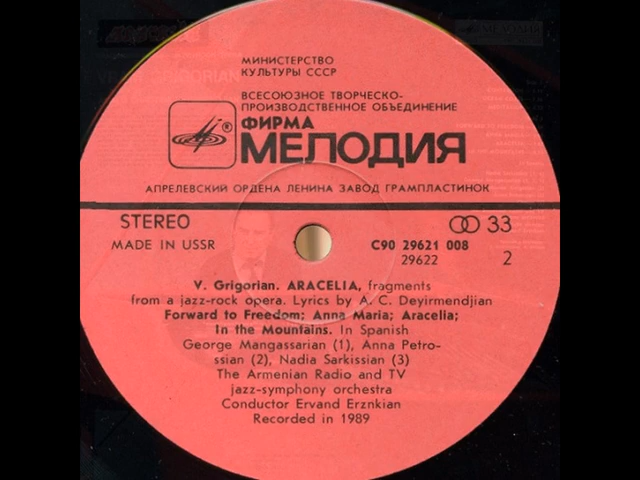 МИНИСТЕРСТВО
КУЛЬТУРЫ СССР
ВСЕСОЮЗНОЕ ТВОРЧЕСКО-
ПРОИЗВОДСТВЕННОЕ ОБЪЕДИНЕНИЕ
ФИРМА
®
МЕЛОДИЯ
АПРЕЛЕВСКИЙ ОРДЕНА ЛЕНИНА ЗАВОД ГРАМПЛАСТИНОК
STEREO
33
MADE IN USSR
С90 29621 008
29622
2
V. Grigorian. ARACELIA, fragments
from a jazz-rock opera. Lyrics by A. C. Deyirmendjian
Forward to Freedom; Anna Maria; Aracelia;
In the Mountains. In Spanish
George Mangassarian (1), Anna Petro-
ssian (2), Nadia Sarkissian (3)
The Armenian Radio and TV
jazz-symphony orchestra
Conductor Ervand Erznkian
Recorded in 1989